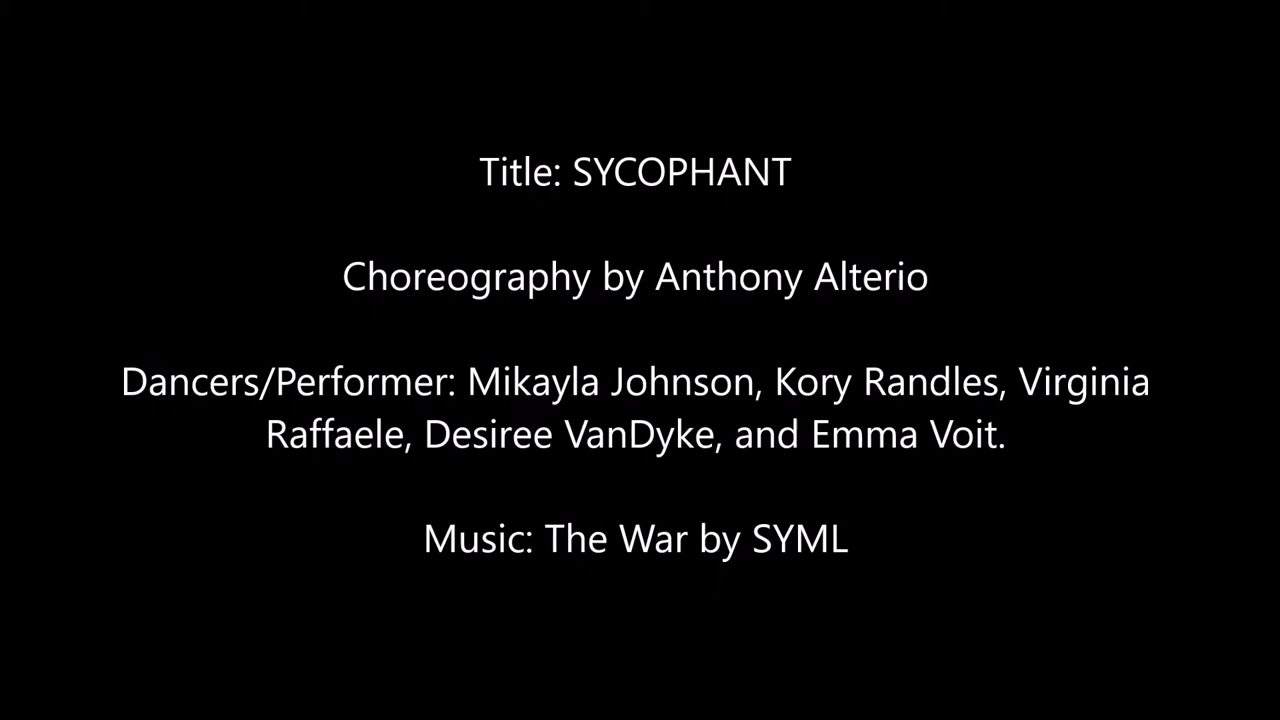 Title: SYCOPHANT
Choreography by Anthony Alterio
Dancers/Performer: Mikayla Johnson, Kory Randles, Virginia
Raffaele, Desiree VanDyke, and Emma Voit.
Music: The War by SYML